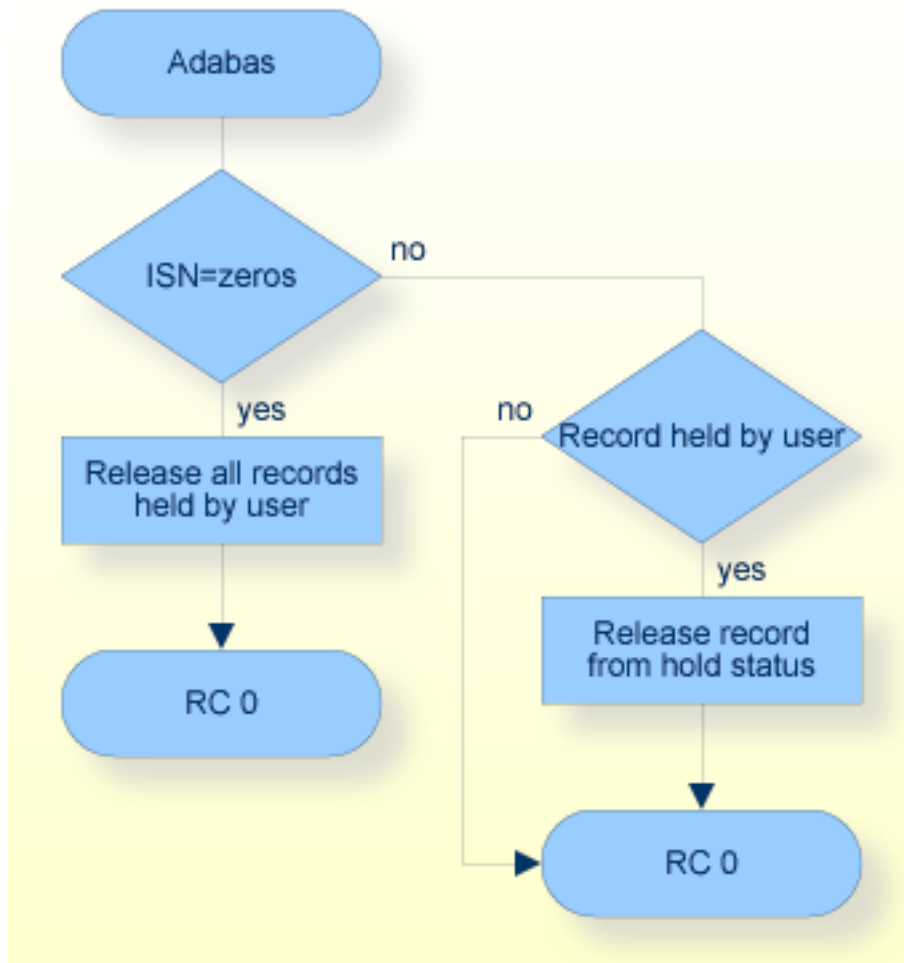 Adabas
ISN=zeros
no
yes
no
Record held by user
Release all records
held by user
yes
Release record
from hold status
RC 0
RC 0